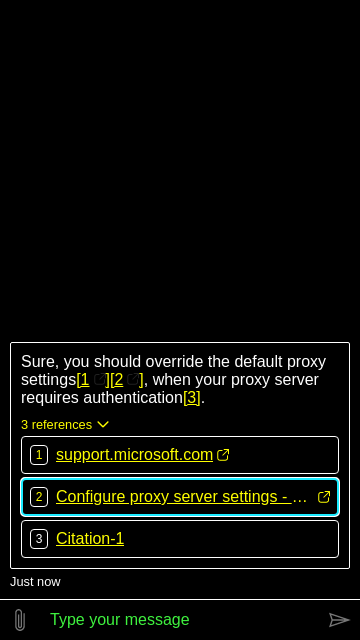 Sure, you should override the default proxy
settings[1 ][2 ], when your proxy server
requires authentication[3].
3 references
1 support.microsoft.com
2 Configure proxy server settings - …
3 Citation-1
Just now
Type your message